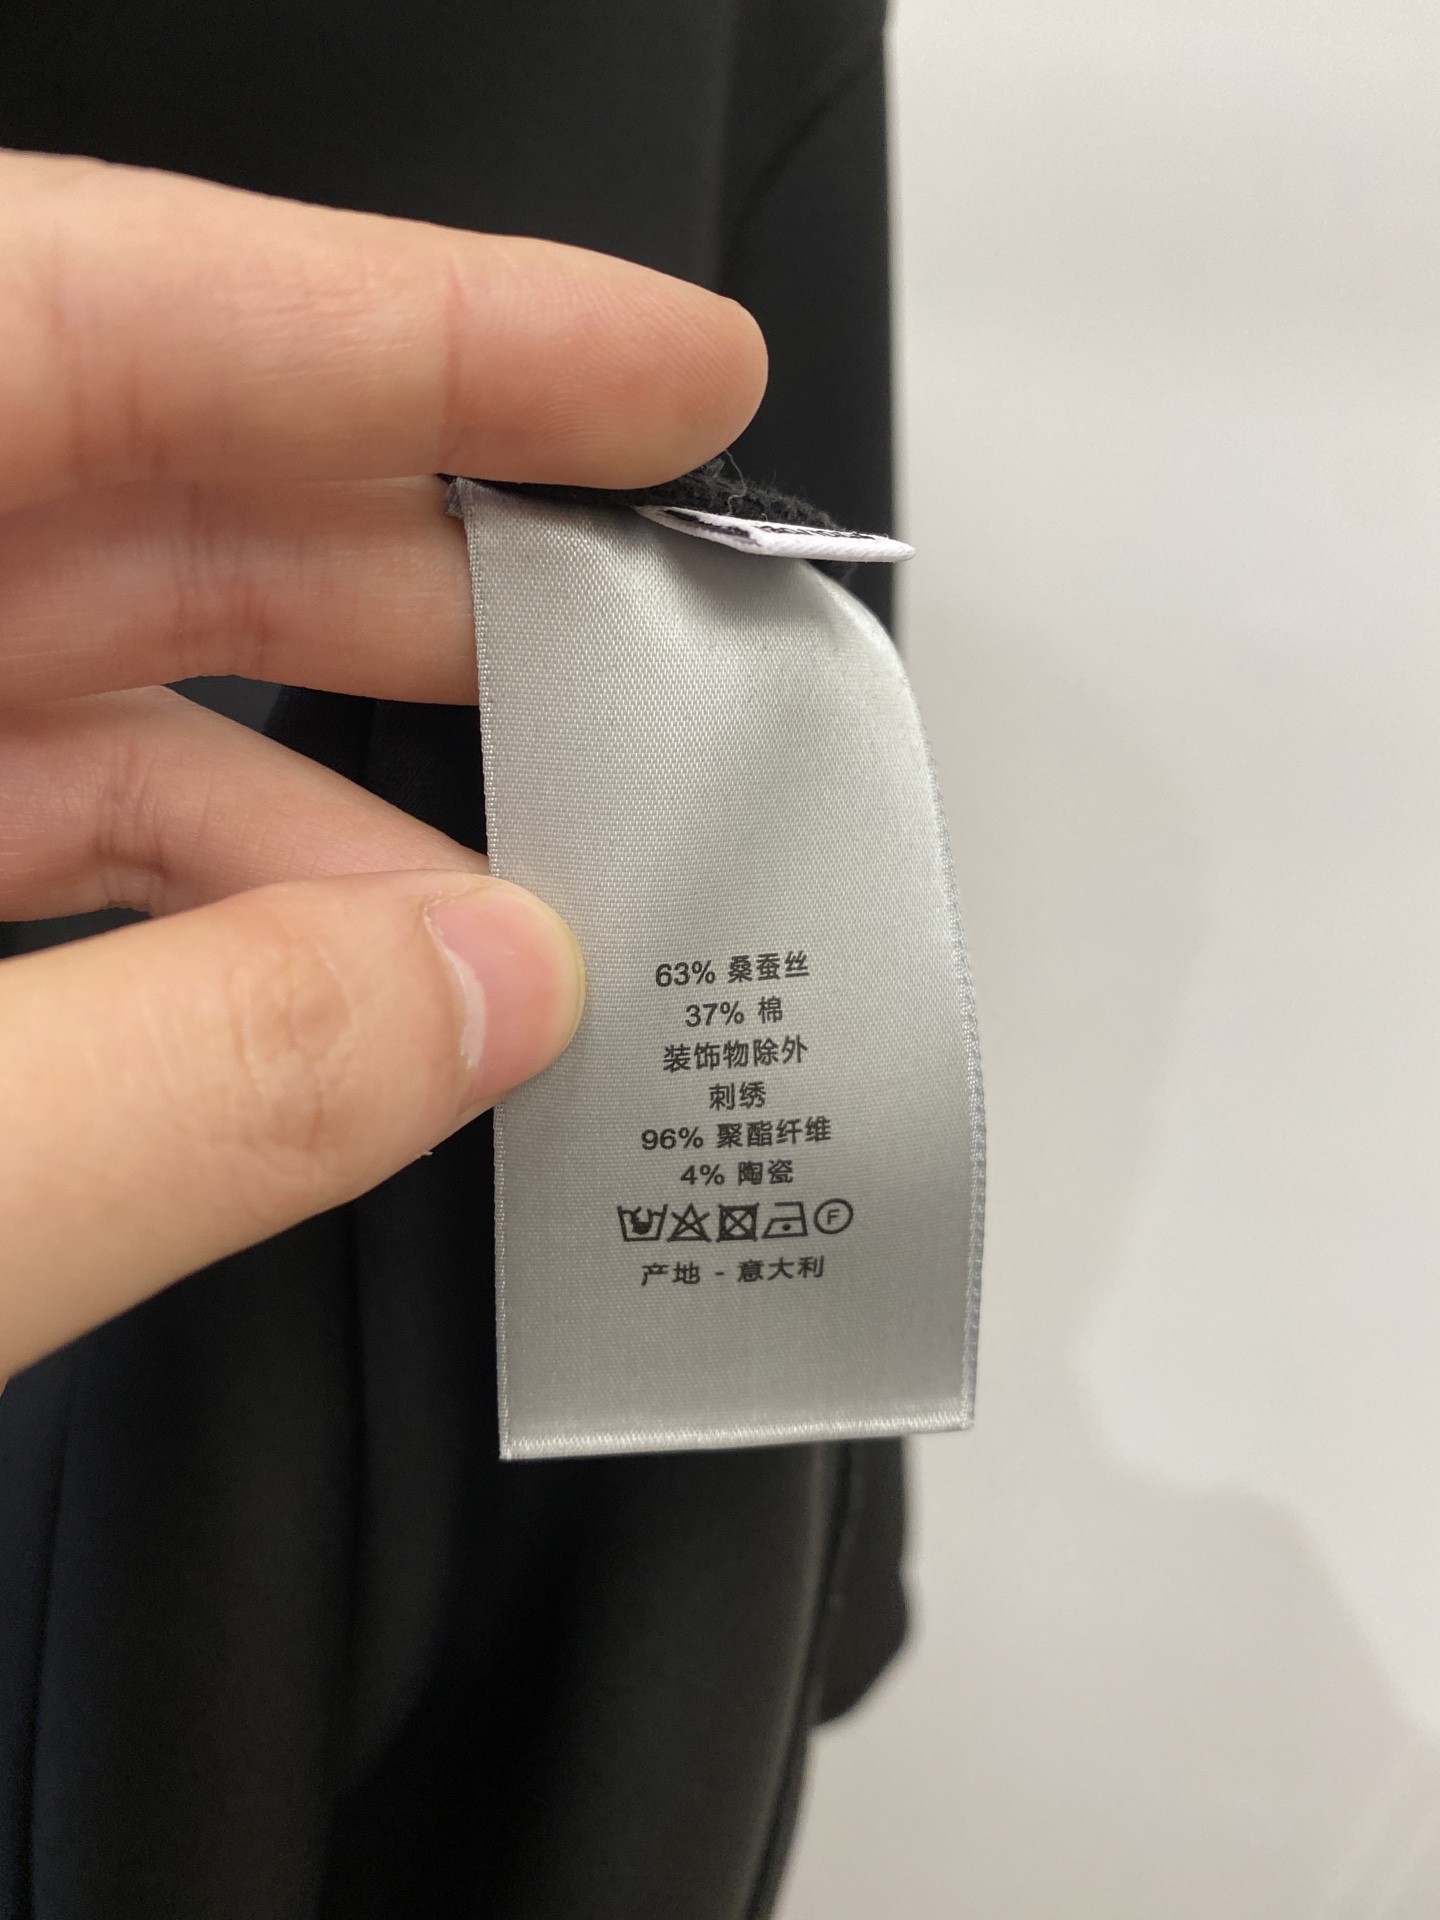 63% 桑蚕丝
37% 棉
装饰物除外
刺绣
96% 聚酯纤维
4% 陶瓷
F
产地 - 意大利